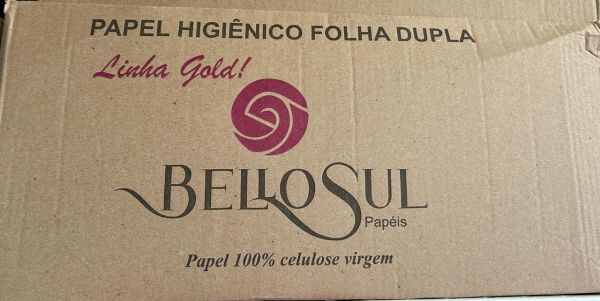 PAPEL HIGIÊNICO FOLHA DUPLA
Linha Gold!
BELLOSUL
Papéis
Papel 100% celulose virgem